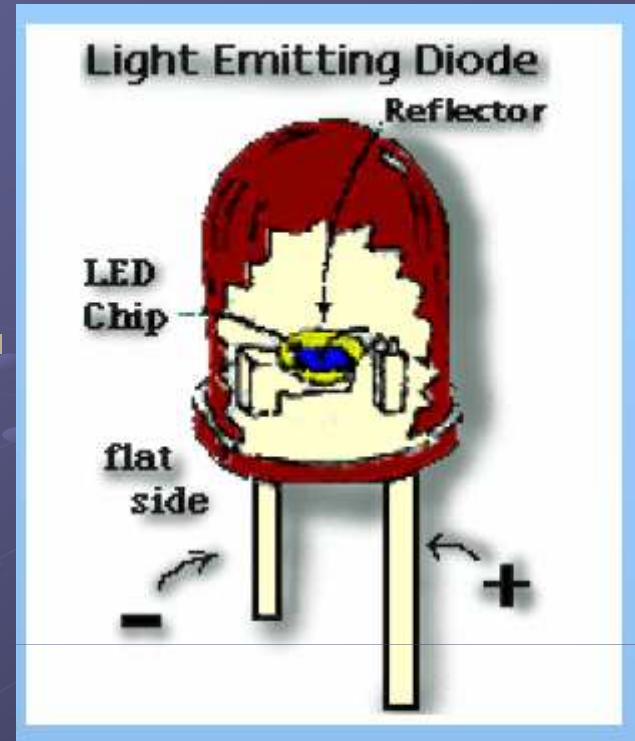 Light Emitting Diode
Reflector
LED
Chip
flat
side
-
+